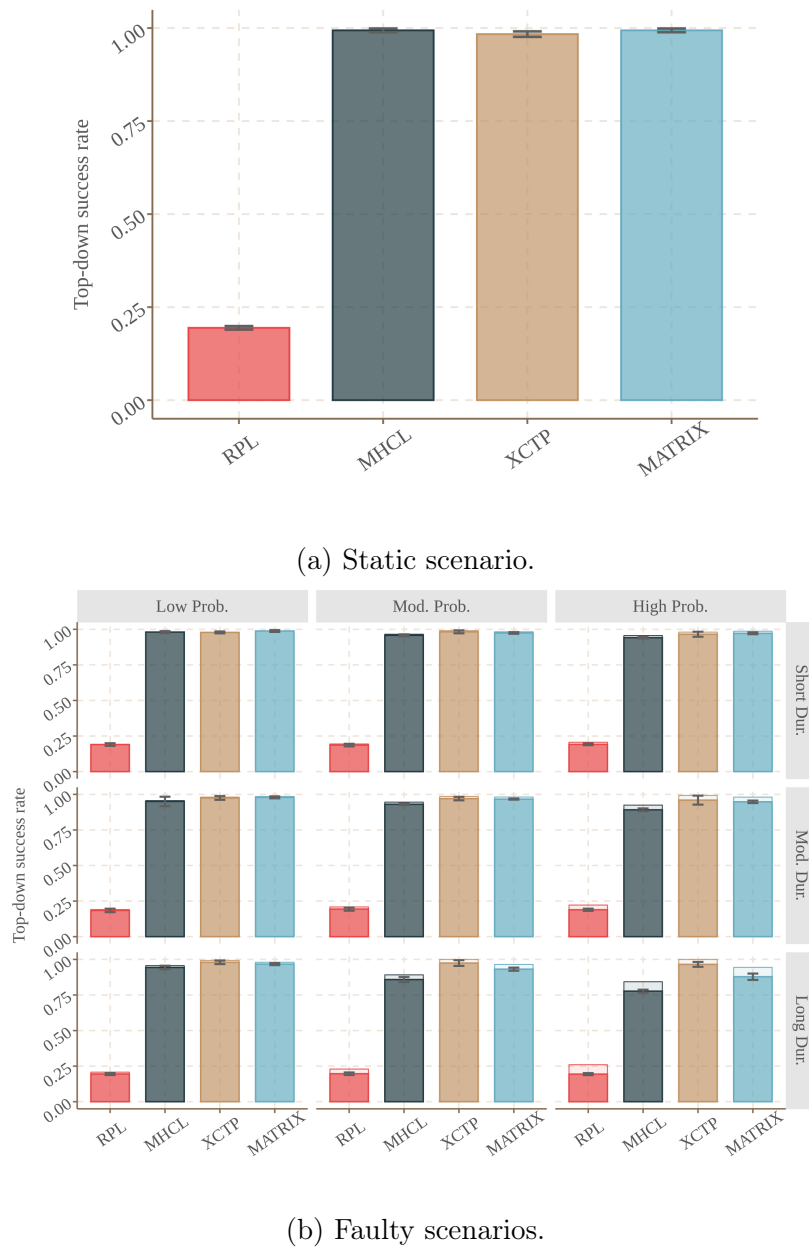 Top-down success rate
1.00
0.75
0.50
0.25
0.00
RPL MHCL XCTP MATRIX
(a) Static scenario.
Low Prob. Mod. Prob. High Prob.
Top-down success rate
1.00
0.75
0.50
0.25
0.00
Short Dur.
1.00
0.75
0.50
0.25
0.00
Mod. Dur.
1.00
0.75
0.50
0.25
0.00
Long Dur.
RPL MHCL XCTP MATRIX RPL MHCL XCTP MATRIX RPL MHCL XCTP MATRIX
(b) Faulty scenarios.